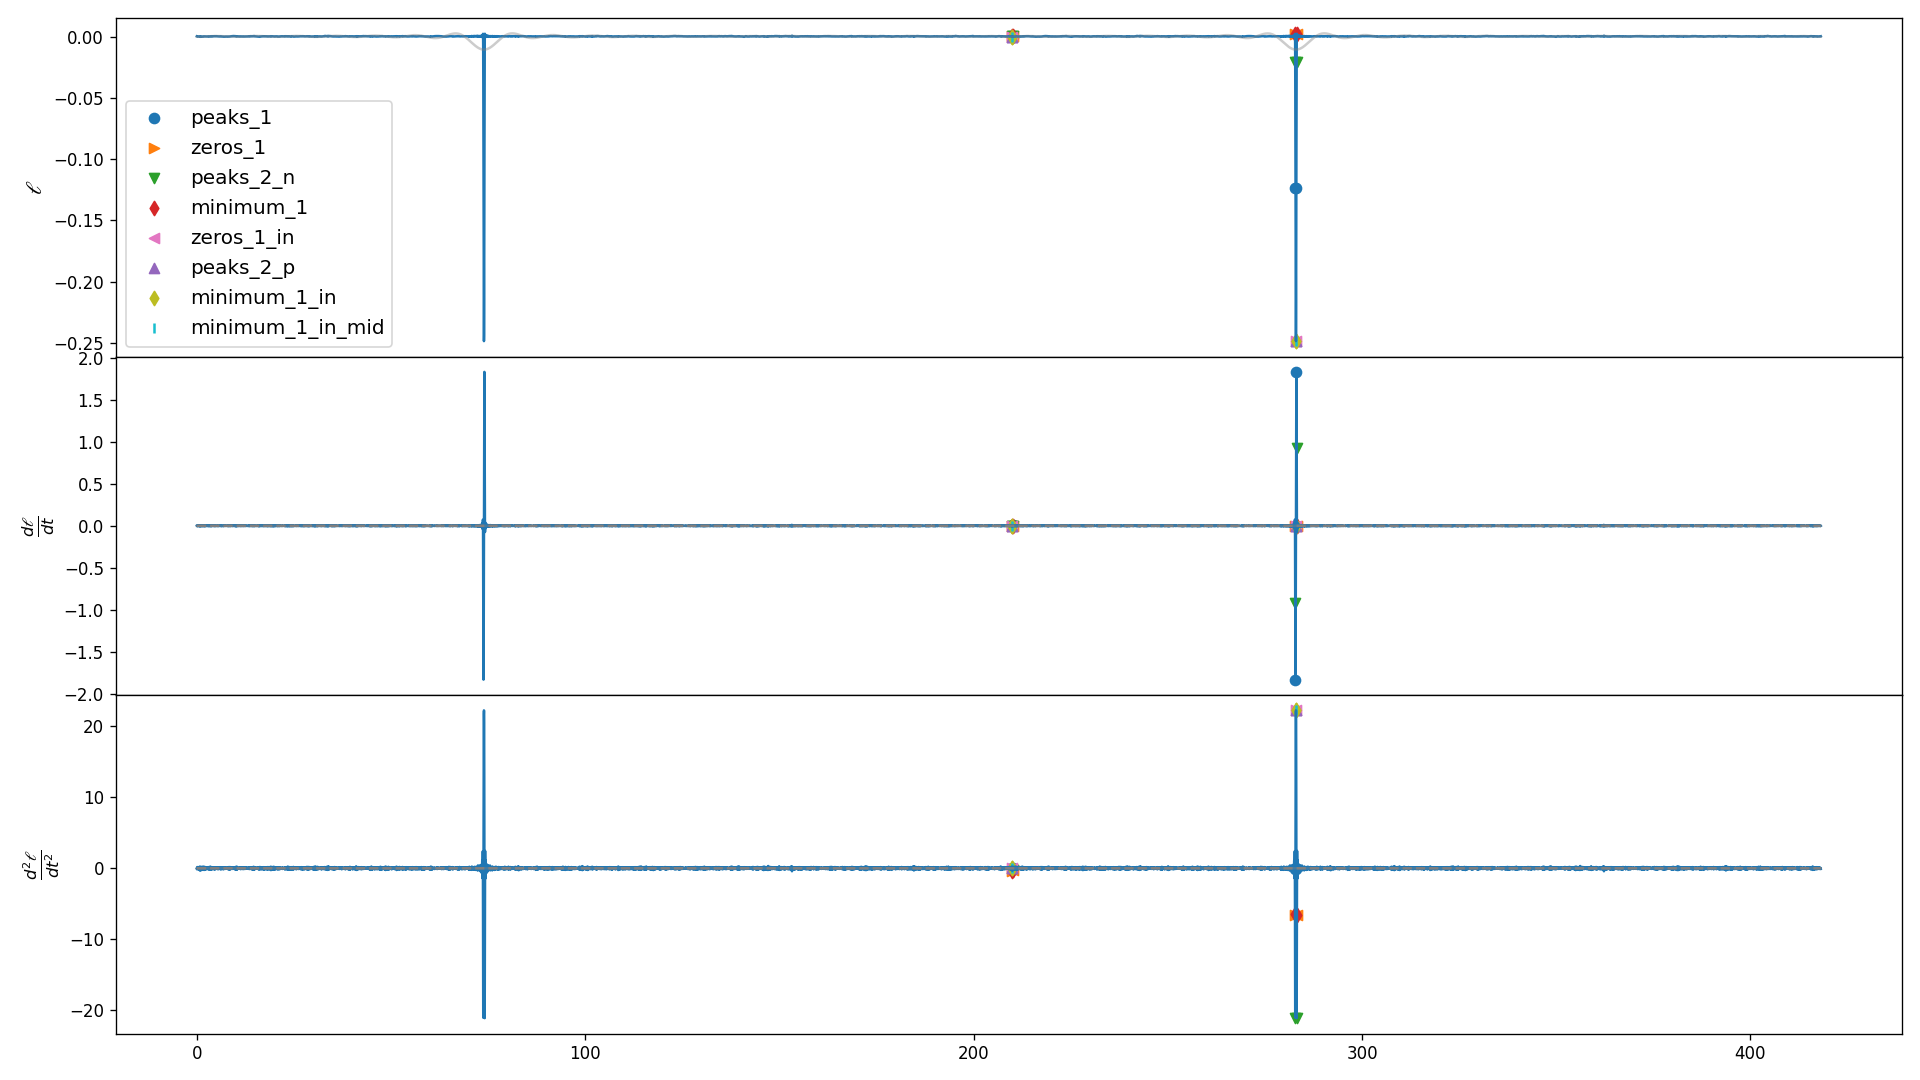 0.00
−0.05
−0.10
−0.15
−0.20
−0.25
ℓ
peaks_1
zeros_1
peaks_2_n
minimum_1
zeros_1_in
peaks_2_p
minimum_1_in
minimum_1_in_mid
2.0
1.5
1.0
0.5
0.0
−0.5
−1.0
−1.5
−2.0
dℓ
dt
20
10
0
−10
−20
d²ℓ
dt²
0 100 200 300 400